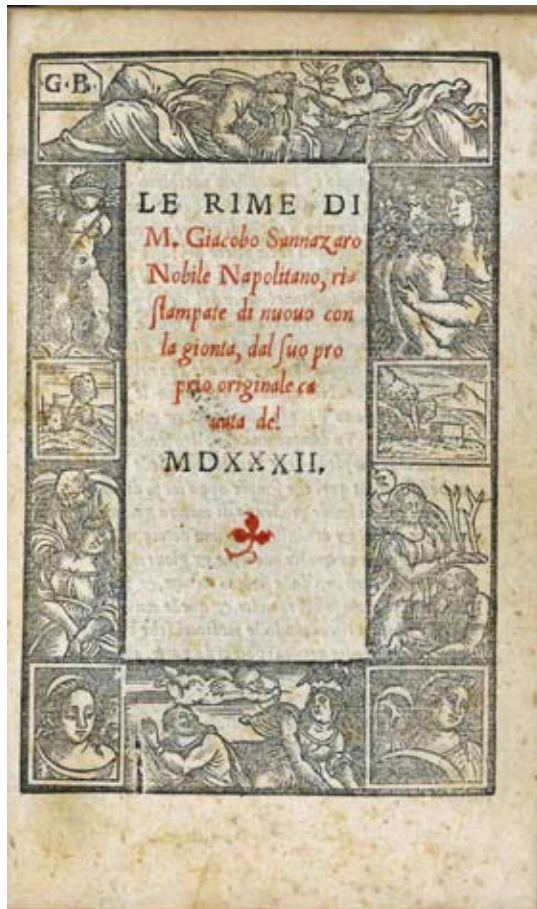 G·B·
LE RIME DI
M. Giacobo Sannazaro
Nobile Napolitano, ri-
stampate di nuouo con
la gionta, dal suo pro
prio originale ca
uata del
MDXXXII.